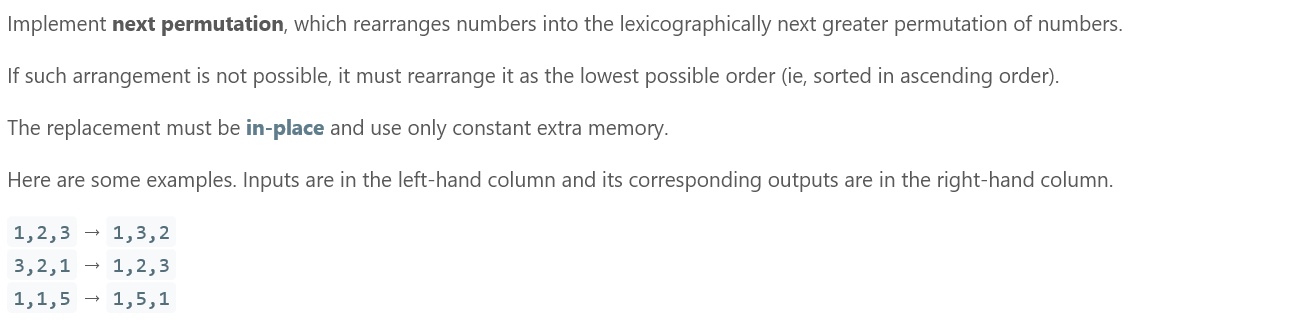 Implement next permutation, which rearranges numbers into the lexicographically next greater permutation of numbers.
If such arrangement is not possible, it must rearrange it as the lowest possible order (ie, sorted in ascending order).
The replacement must be in-place and use only constant extra memory.
Here are some examples. Inputs are in the left-hand column and its corresponding outputs are in the right-hand column.
1,2,3 → 1,3,2
3,2,1 → 1,2,3
1,1,5 → 1,5,1